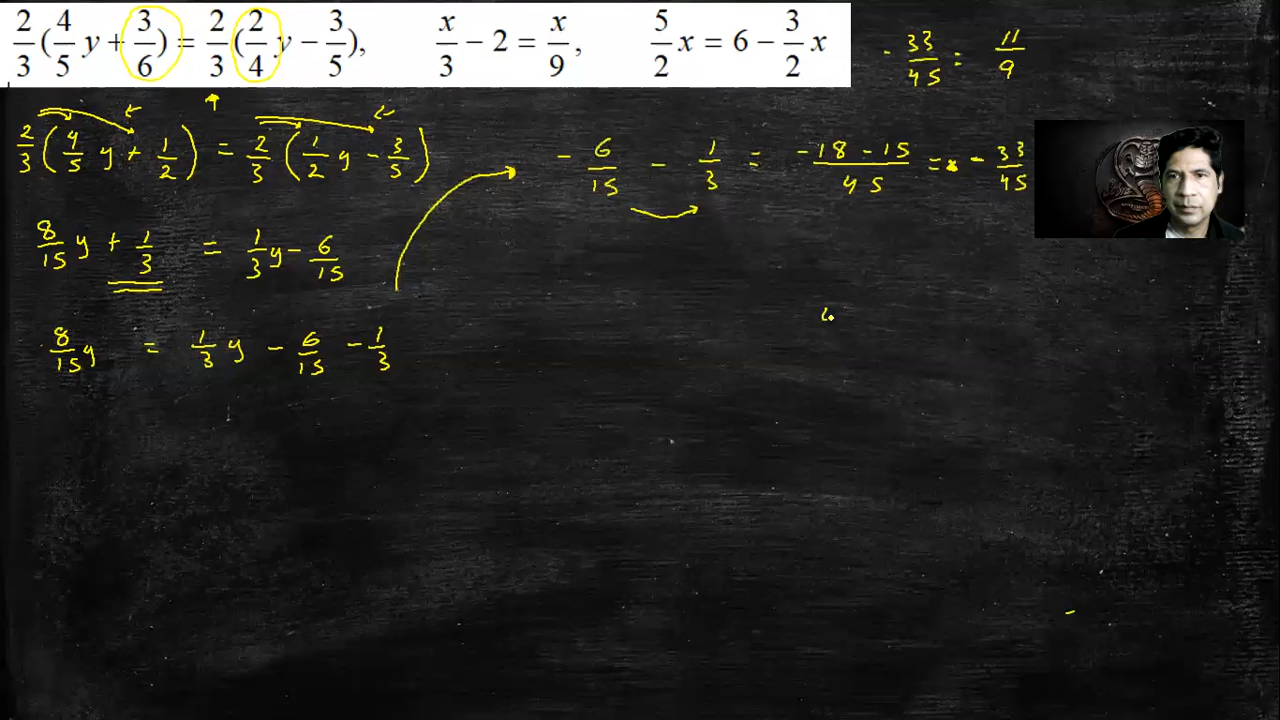 2/3(4/5 y + 3/6) = 2/3(2/4 y − 3/5), x/3 − 2 = x/9, 5/2 x = 6 − 3/2 x
- 33/45 = 11/9
2/3 (4/5 y + 1/2) = 2/3 (1/2 y - 3/5)
- 6/15 - 1/3 = -18 - 15/45 = - 33/45
8/15 y + 1/3 = 1/3 y - 6/15
8/15 y = 1/3 y - 6/15 - 1/3